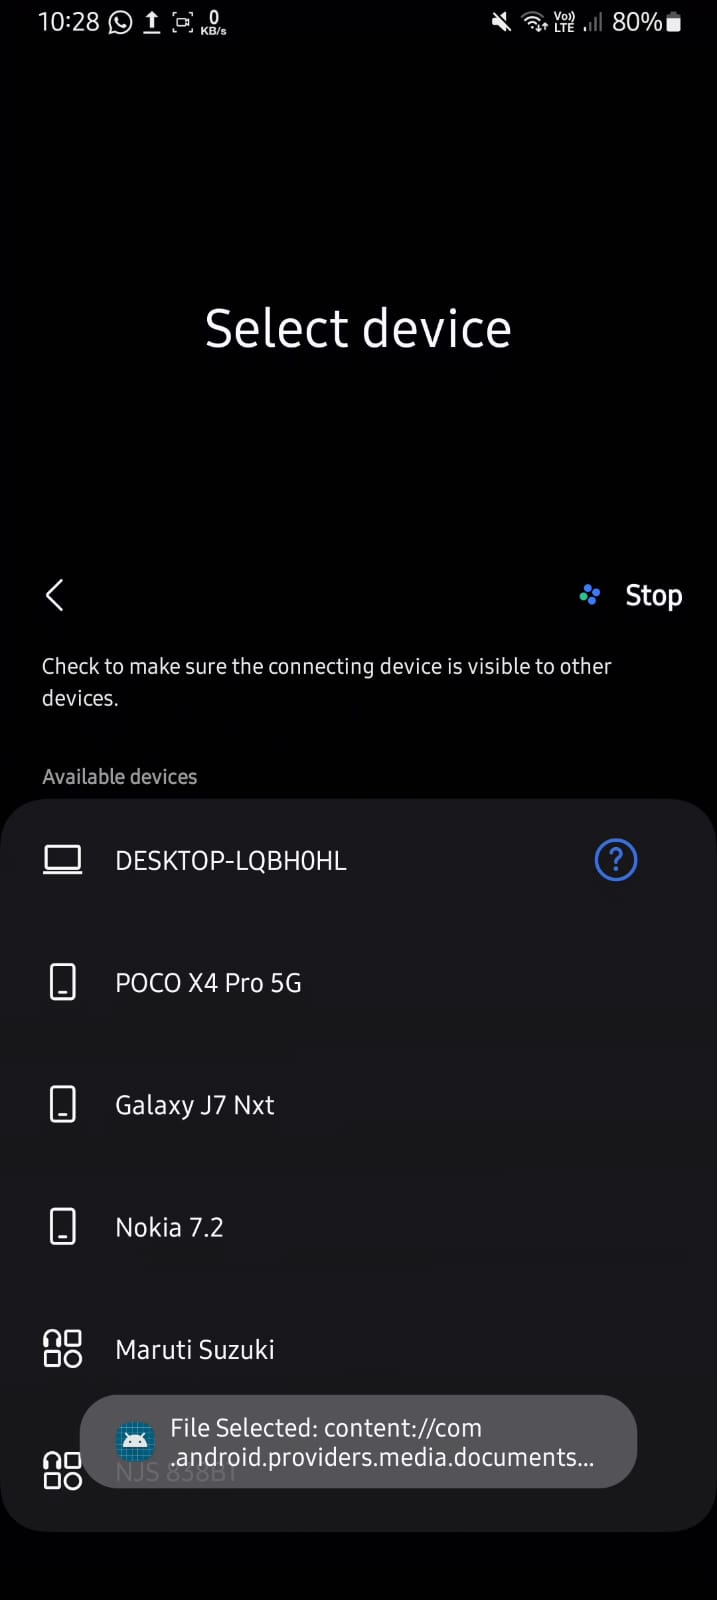 10:28 0 KB/s Vo)) LTE 80%
Select device
Stop
Check to make sure the connecting device is visible to other
devices.
Available devices
DESKTOP-LQBH0HL
POCO X4 Pro 5G
Galaxy J7 Nxt
Nokia 7.2
Maruti Suzuki
File Selected: content://com
.android.providers.media.documents...
NJS 838BT